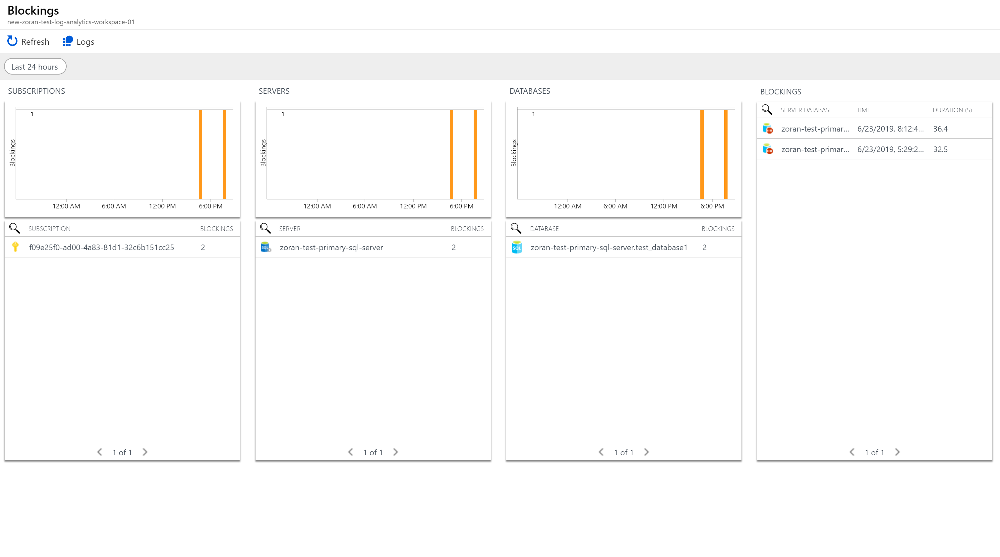 Blockings
new-zoran-test-log-analytics-workspace-01
Refresh
Logs
Last 24 hours
SUBSCRIPTIONS
Blockings
1
12:00 AM 6:00 AM 12:00 PM 6:00 PM
SUBSCRIPTION BLOCKINGS
f09e25f0-ad00-4a83-81d1-32c6b151cc25 2
1 of 1
SERVERS
Blockings
1
12:00 AM 6:00 AM 12:00 PM 6:00 PM
SERVER BLOCKINGS
SQL zoran-test-primary-sql-server 2
1 of 1
DATABASES
Blockings
1
12:00 AM 6:00 AM 12:00 PM 6:00 PM
DATABASE BLOCKINGS
SQL zoran-test-primary-sql-server.test_database1 2
1 of 1
BLOCKINGS
SERVER.DATABASE TIME DURATION (S)
zoran-test-primar... 6/23/2019, 8:12:4... 36.4
zoran-test-primar... 6/23/2019, 5:29:2... 32.5
1 of 1